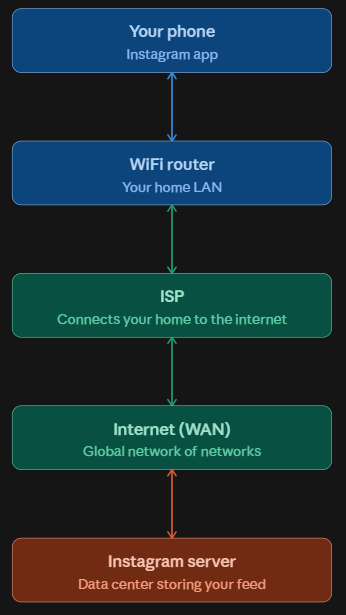 Your phone
Instagram app
WiFi router
Your home LAN
ISP
Connects your home to the internet
Internet (WAN)
Global network of networks
Instagram server
Data center storing your feed